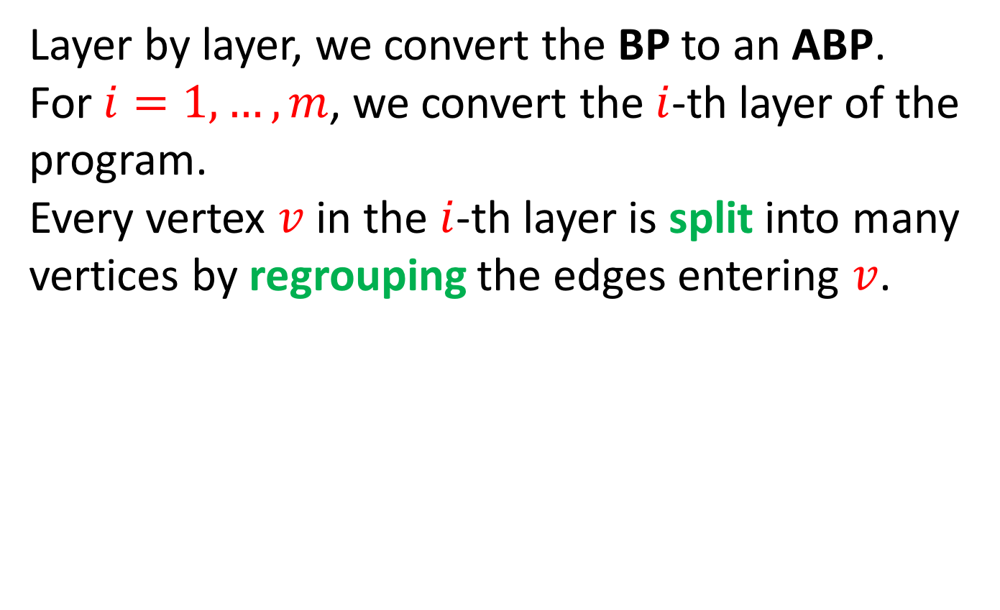 Layer by layer, we convert the BP to an ABP.
For i = 1, … , m, we convert the i-th layer of the
program.
Every vertex v in the i-th layer is split into many
vertices by regrouping the edges entering v.